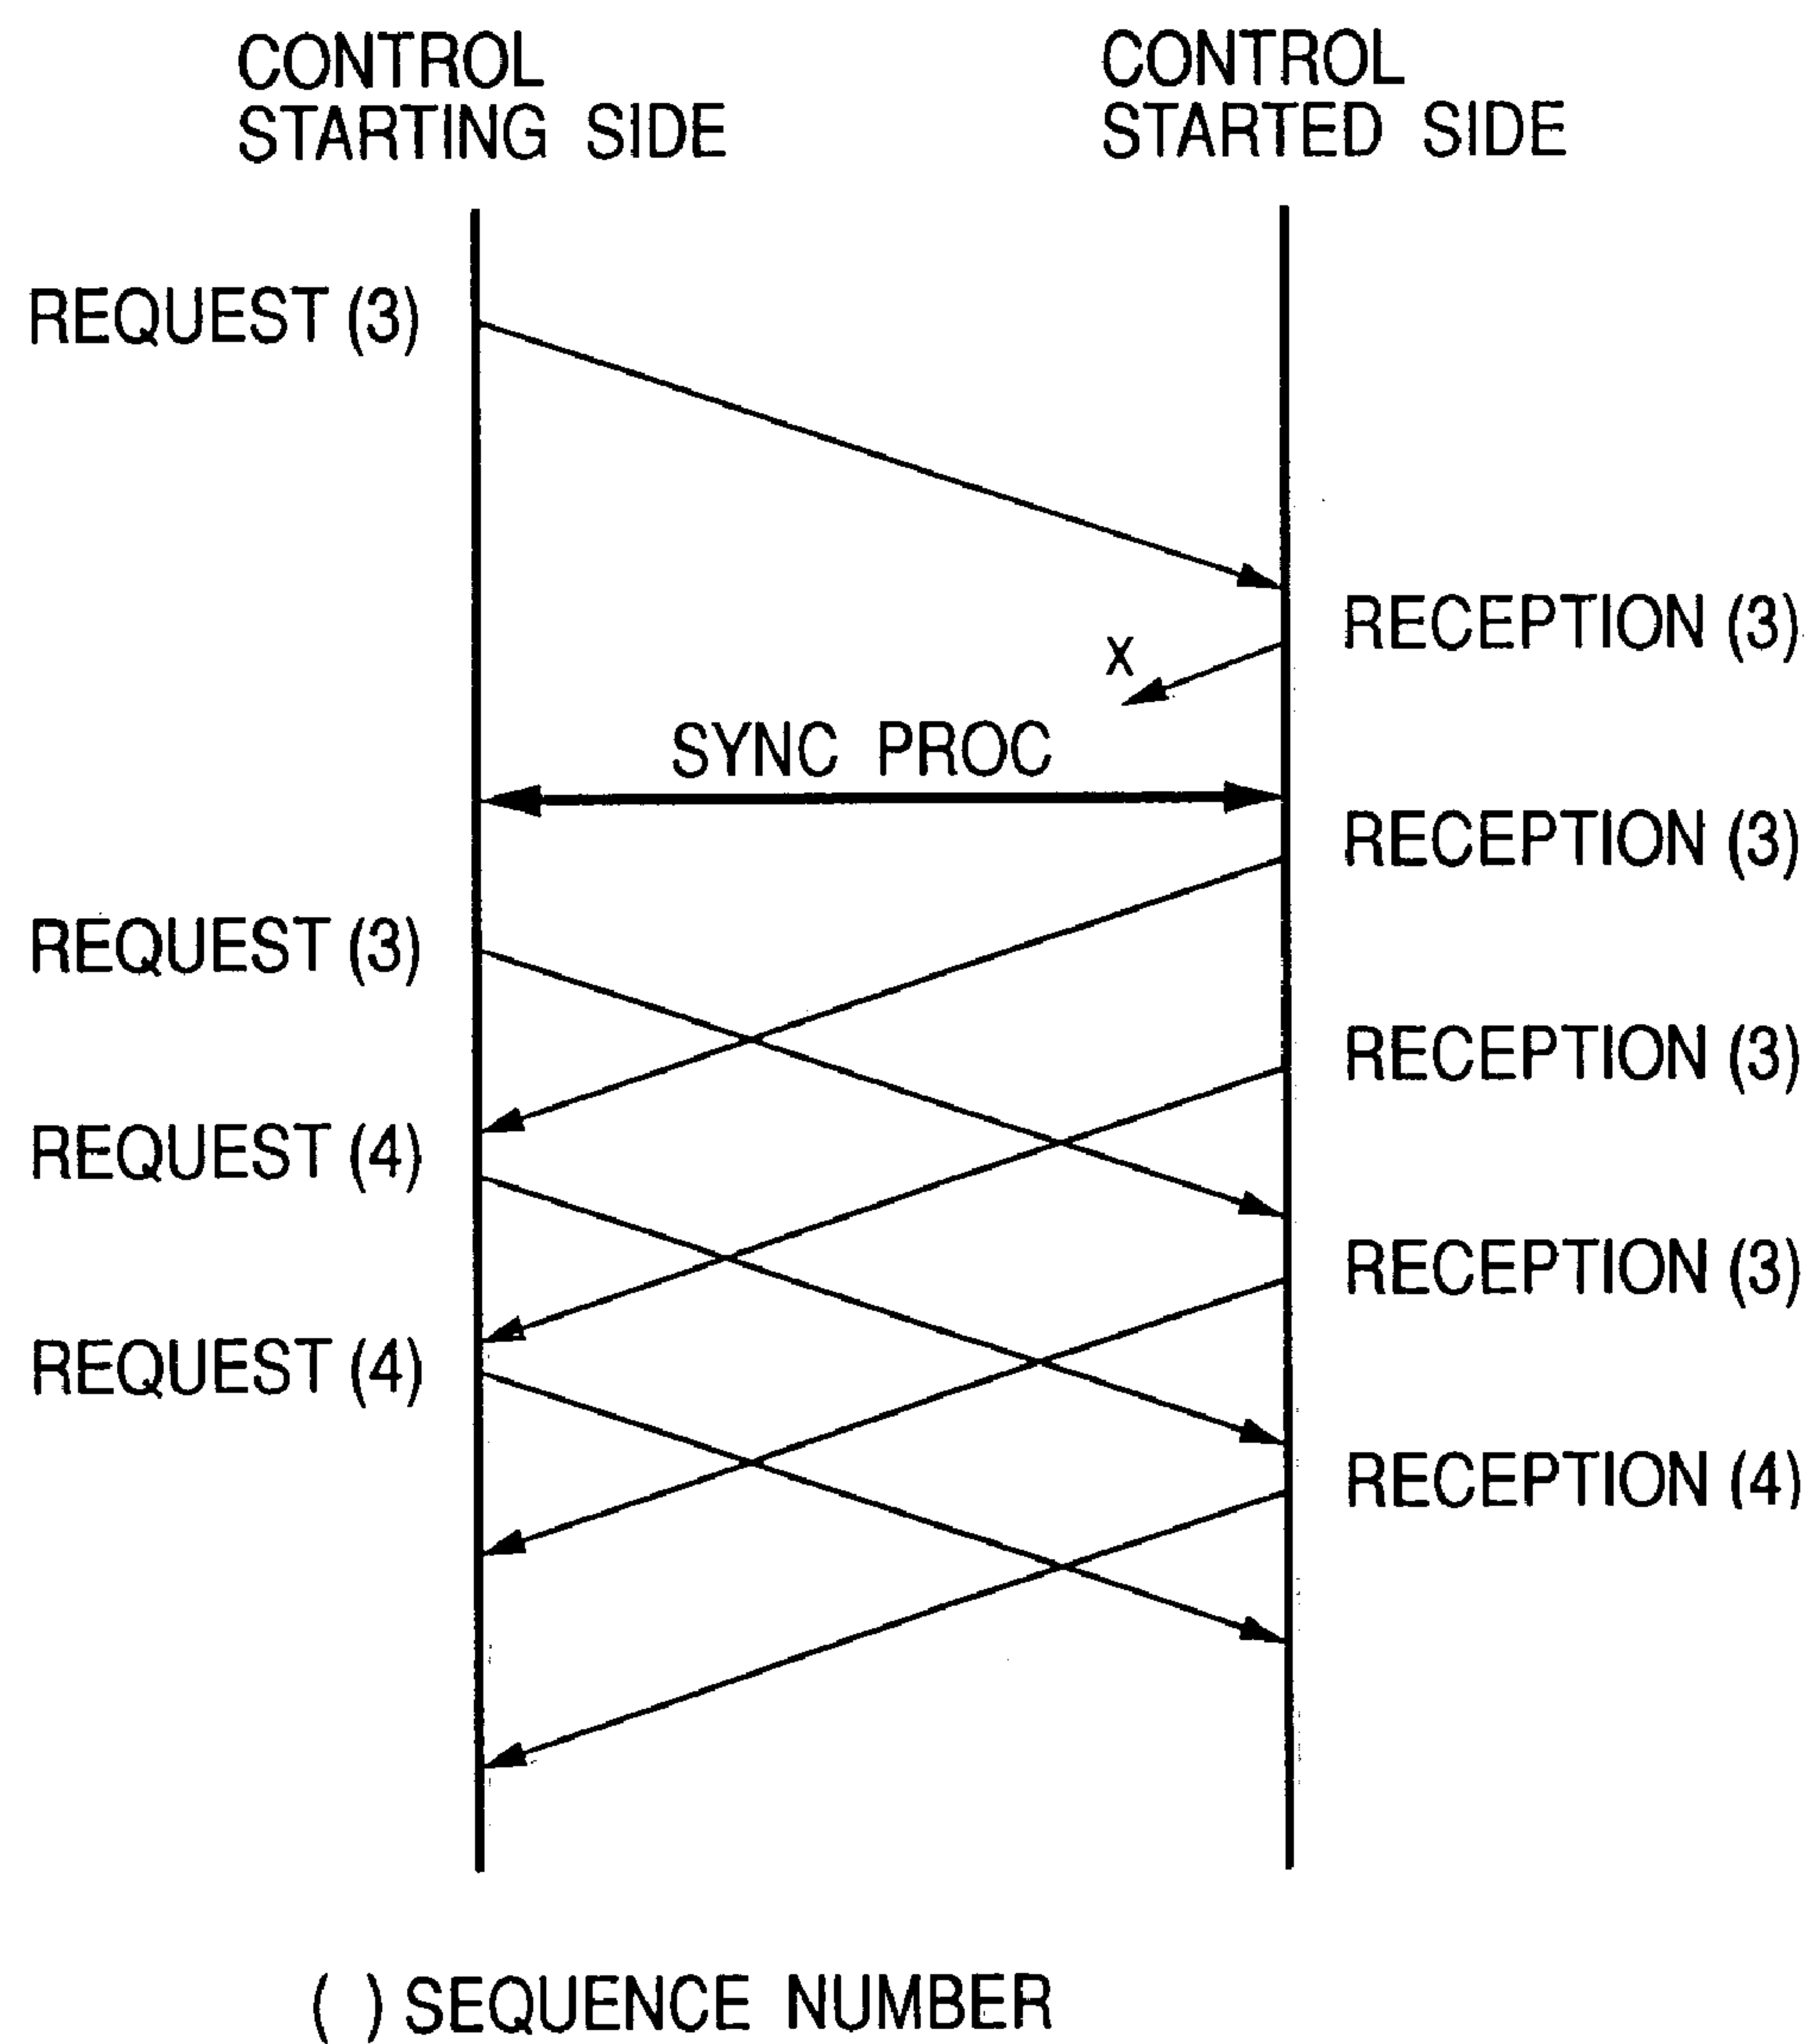 CONTROL
STARTING SIDE
CONTROL
STARTED SIDE
REQUEST (3)
RECEPTION (3)
X
SYNC PROC
RECEPTION (3)
REQUEST (3)
RECEPTION (3)
REQUEST (4)
RECEPTION (3)
REQUEST (4)
RECEPTION (4)
( ) SEQUENCE NUMBER